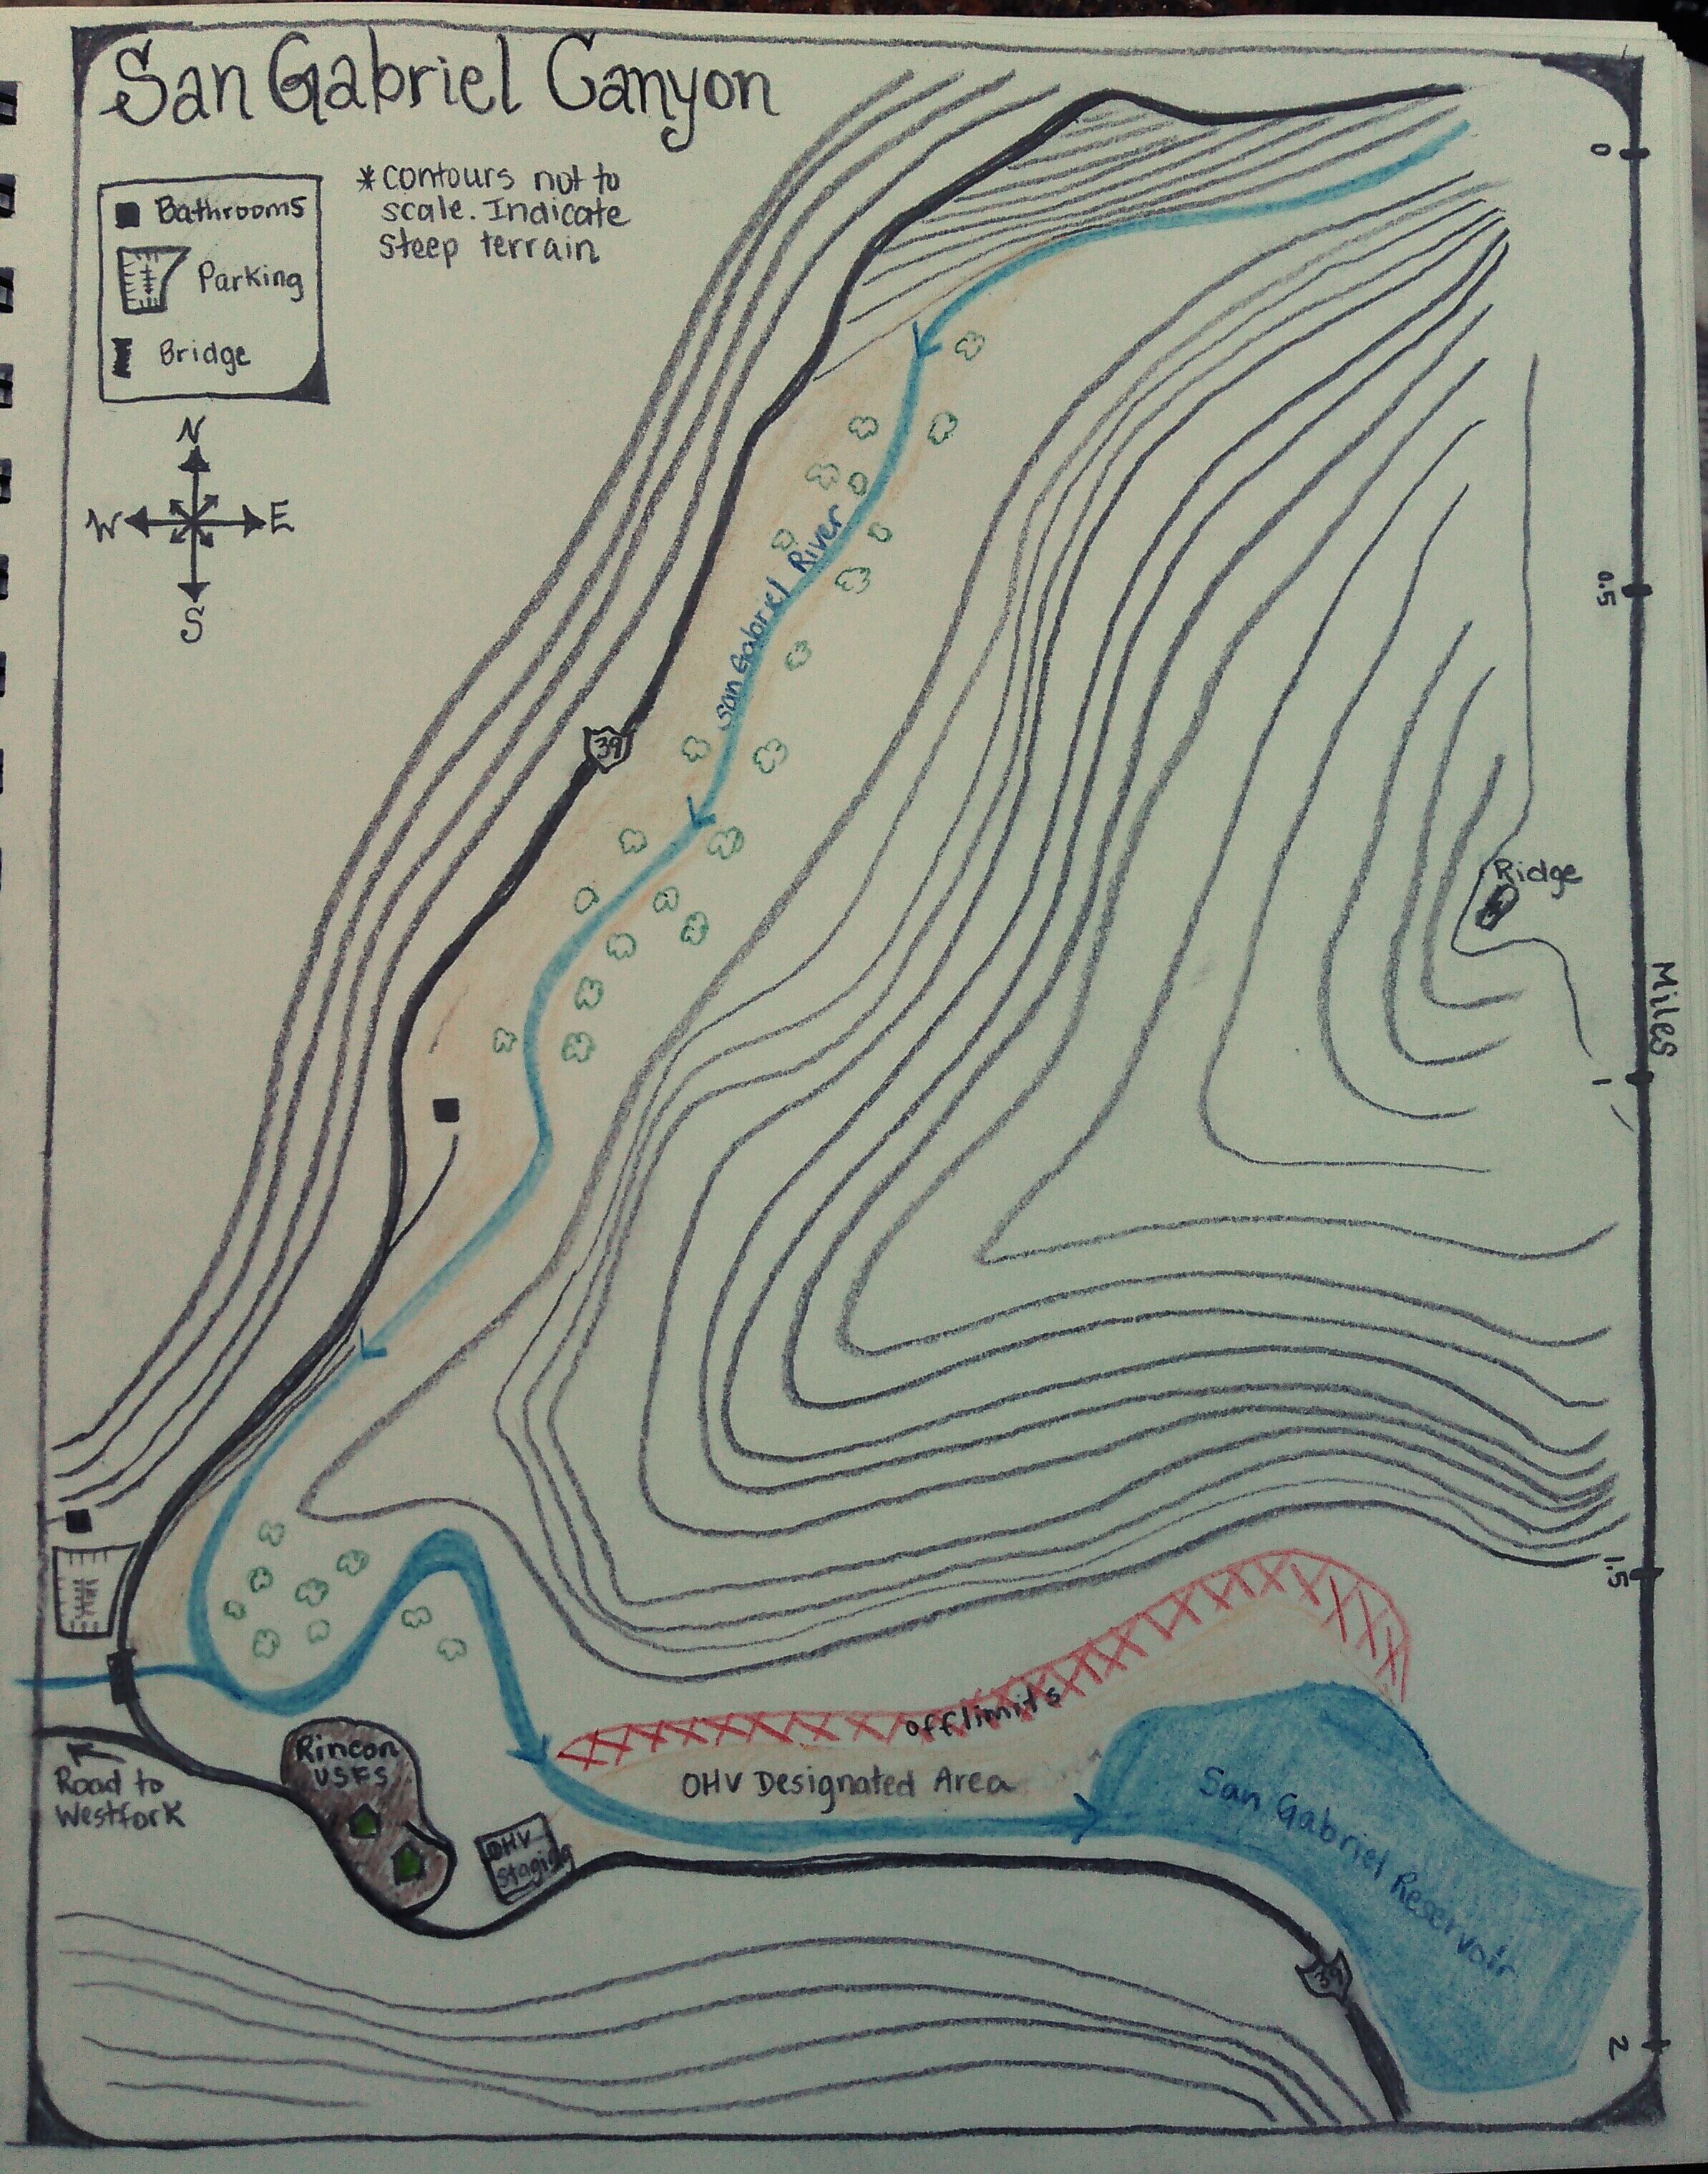 San Gabriel Canyon
*contours not to
scale. Indicate
steep terrain
Bathrooms
Parking
Bridge
N
W
E
S
0
0.5
Miles
1
1.5
2
San Gabriel River
39
Ridge
offlimits
OHV Designated Area
San Gabriel Reservoir
Rincon
USFS
Road to
Westfork
OHV
Staging
39